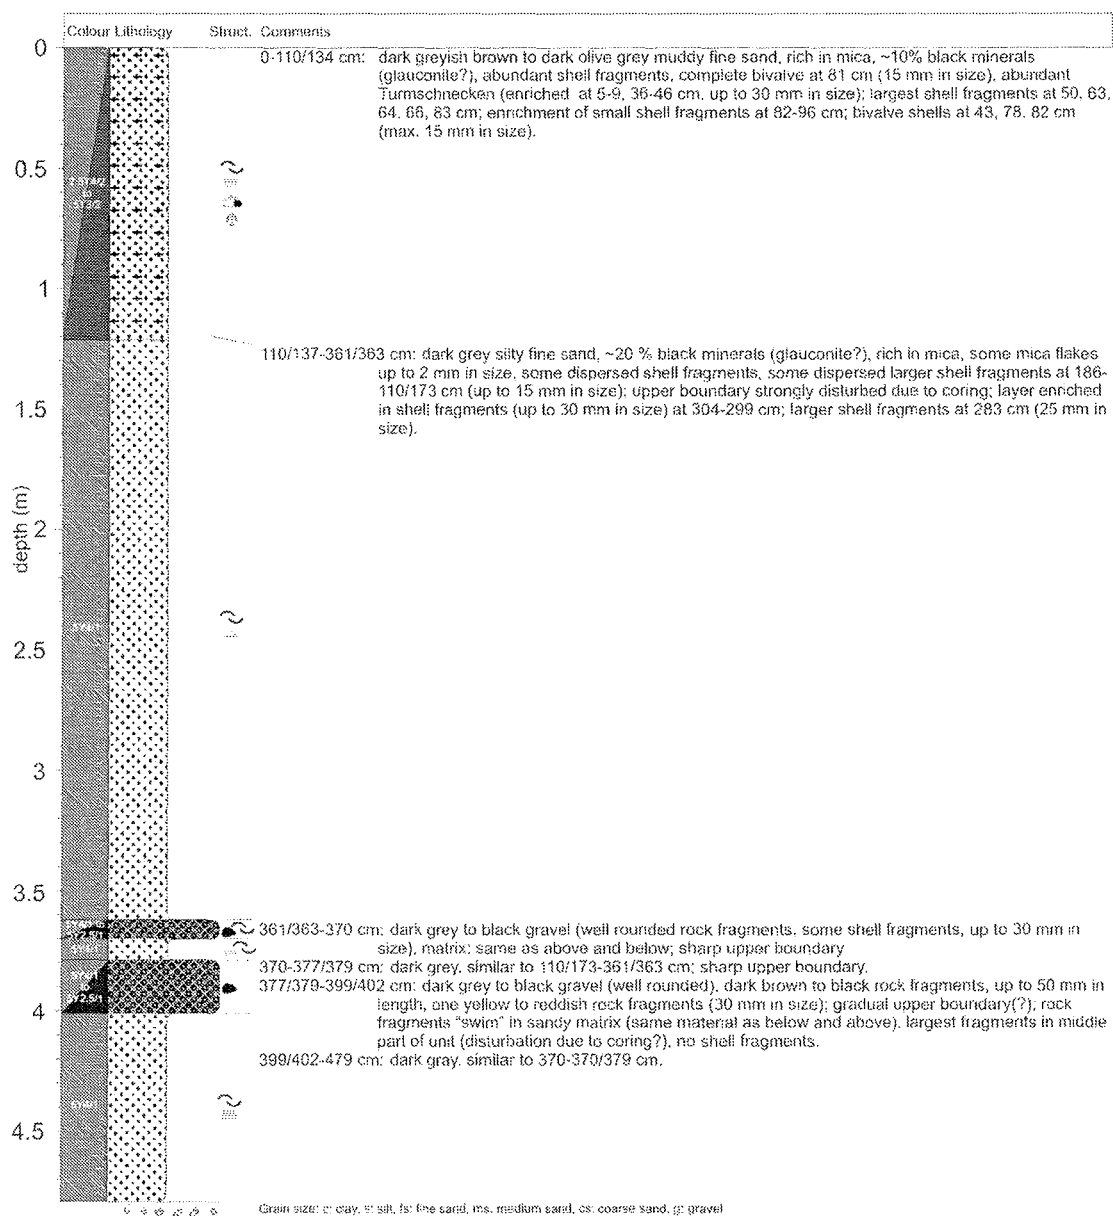 Colour Lithology Struct. Comments
0
0-110/134 cm: dark greyish brown to dark olive grey muddy fine sand, rich in mica, ~10% black minerals
(glauconite?), abundant shell fragments, complete bivalve at 81 cm (15 mm in size), abundant
Turmschnecken (enriched at 5-9, 36-46 cm, up to 30 mm in size); largest shell fragments at 50, 63,
64, 66, 83 cm; enrichment of small shell fragments at 82-96 cm; bivalve shells at 43, 78, 82 cm
(max. 15 mm in size).
0.5
to
1
110/137-361/363 cm: dark grey silty fine sand, ~20 % black minerals (glauconite?), rich in mica, some mica flakes
up to 2 mm in size, some dispersed shell fragments, some dispersed larger shell fragments at 186-
110/173 cm (up to 15 mm in size); upper boundary strongly disturbed due to coring; layer enriched
in shell fragments (up to 30 mm in size) at 304-299 cm; larger shell fragments at 283 cm (25 mm in
size).
1.5
depth (m)
2
2.5
3
3.5
361/363-370 cm: dark grey to black gravel (well rounded rock fragments, some shell fragments, up to 30 mm in
size), matrix: same as above and below; sharp upper boundary
370-377/379 cm: dark grey, similar to 110/173-361/363 cm; sharp upper boundary.
377/379-399/402 cm: dark grey to black gravel (well rounded), dark brown to black rock fragments, up to 50 mm in
length, one yellow to reddish rock fragments (30 mm in size); gradual upper boundary(?), rock
fragments "swim" in sandy matrix (same material as below and above), largest fragments in middle
part of unit (disturbation due to coring?), no shell fragments.
4
399/402-479 cm: dark gray, similar to 370-370/379 cm.
4.5
Grain size: c: clay, s: silt, fs: fine sand, ms: medium sand, cs: coarse sand, g: gravel